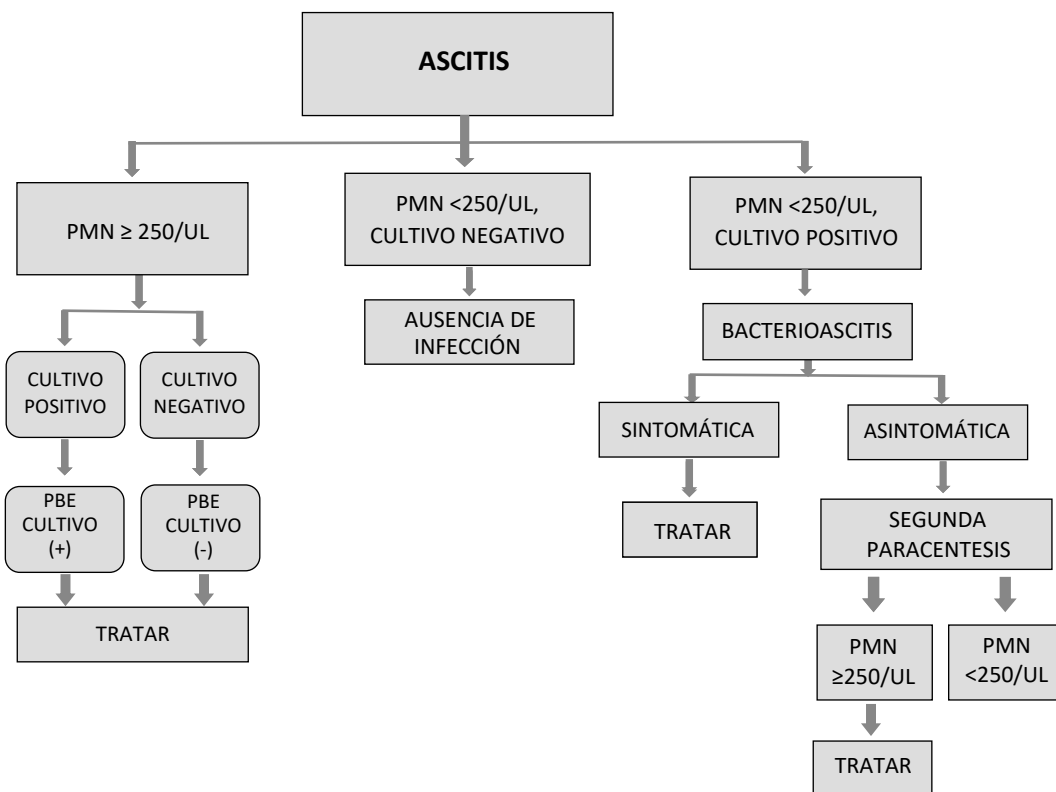 ASCITIS
PMN ≥ 250/UL
PMN <250/UL,
CULTIVO NEGATIVO
PMN <250/UL,
CULTIVO POSITIVO
AUSENCIA DE
INFECCIÓN
BACTERIOASCITIS
CULTIVO
POSITIVO
CULTIVO
NEGATIVO
SINTOMÁTICA
ASINTOMÁTICA
PBE
CULTIVO
(+)
PBE
CULTIVO
(-)
TRATAR
SEGUNDA
PARACENTESIS
TRATAR
PMN
≥250/UL
PMN
<250/UL
TRATAR